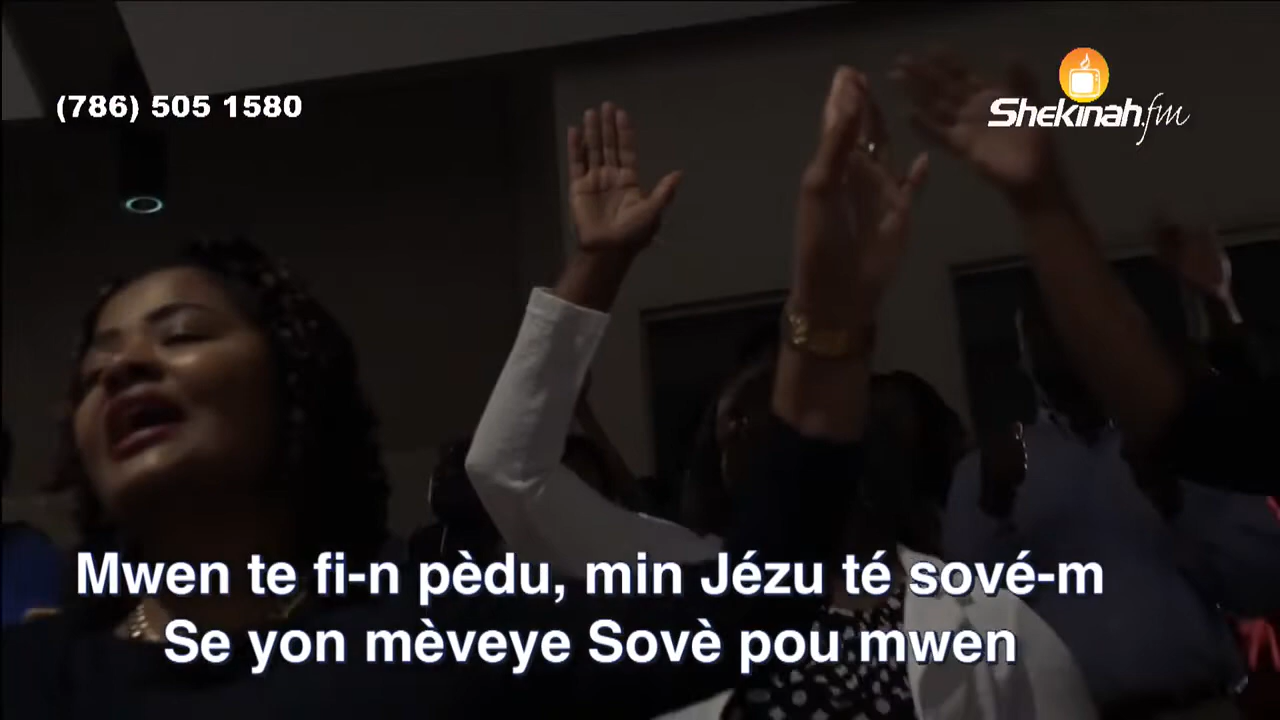 (786) 505 1580
Shekinah.fm
Mwen te fi-n pèdu, min Jézu té sové-m
Se yon mèveye Sovè pou mwen